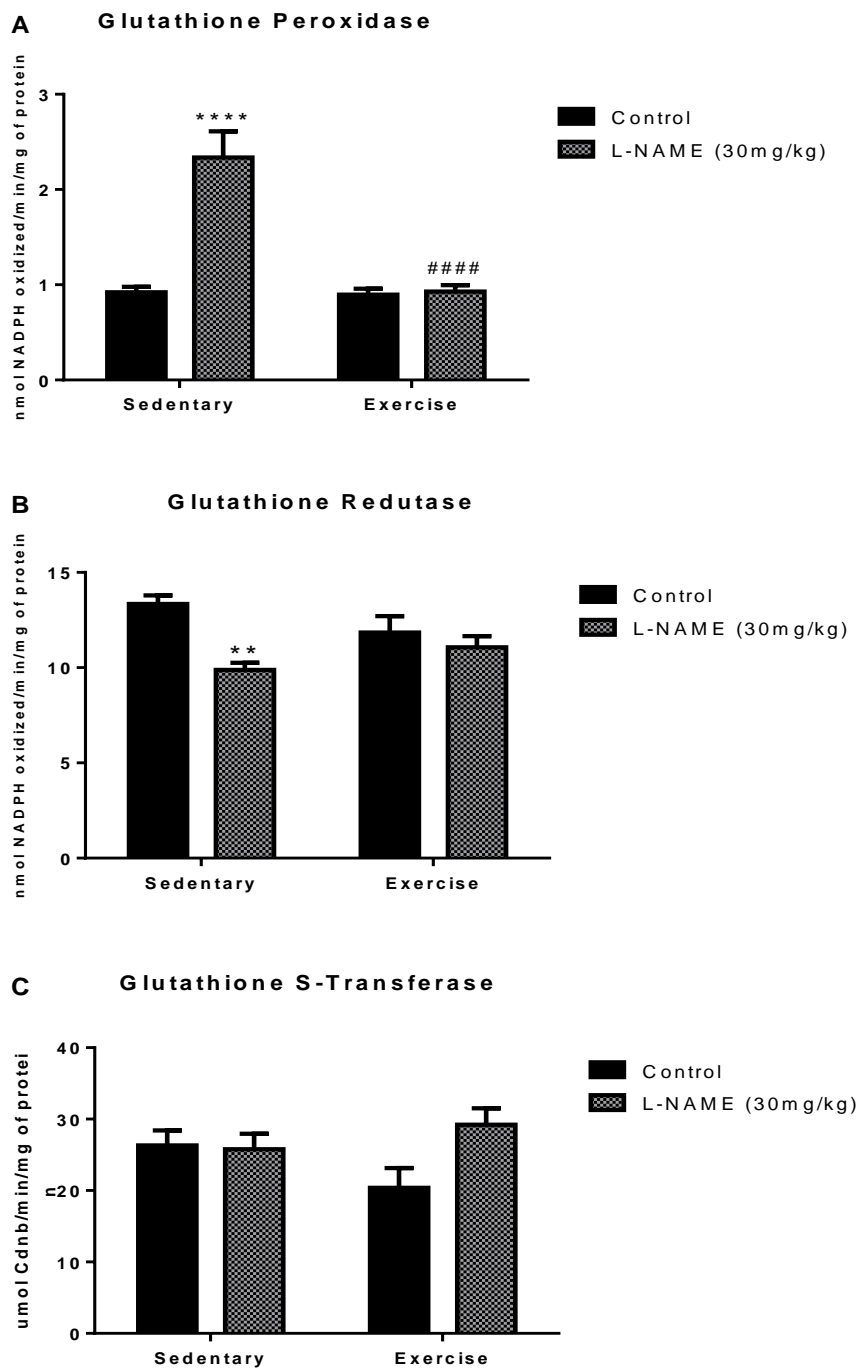 A Glutathione Peroxidase
nmol NADPH oxidized/min/mg of protein
3
2
1
0
****
####
Sedentary Exercise
Control
L-NAME (30mg/kg)
B Glutathione Redutase
nmol NADPH oxidized/min/mg of protein
15
10
5
0
**
Sedentary Exercise
Control
L-NAME (30mg/kg)
C Glutathione S-Transferase
umol Cdnb/min/mg of protei
n
40
30
20
10
0
Sedentary Exercise
Control
L-NAME (30mg/kg)